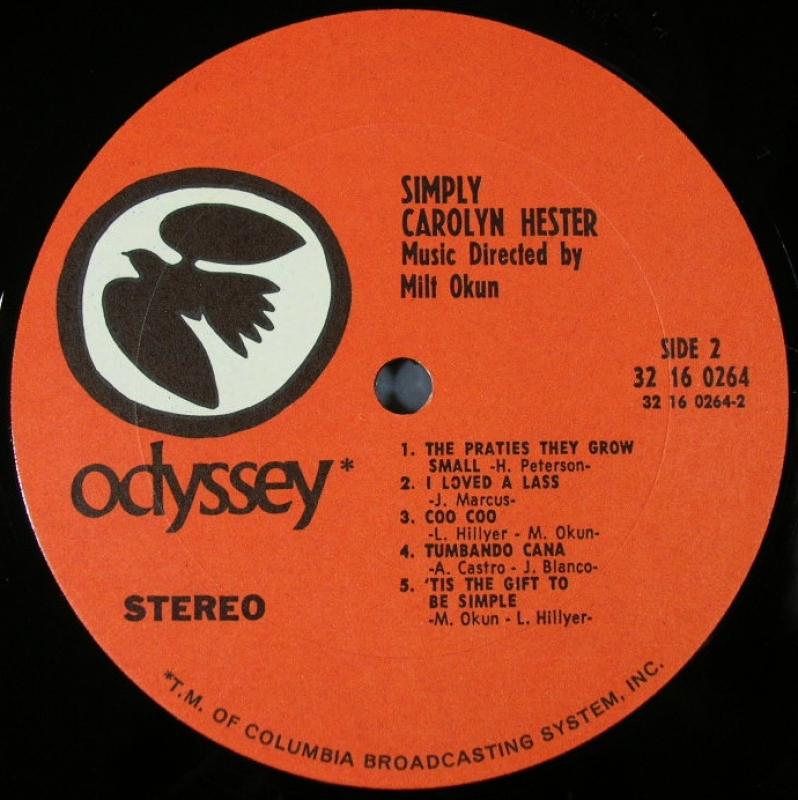 SIMPLY
CAROLYN HESTER
Music Directed by
Milt Okun
SIDE 2
32 16 0264
32 16 0264-2
odyssey*
1. THE PRATIES THEY GROW
SMALL -H. Peterson-
2. I LOVED A LASS
-J. Marcus-
3. COO COO
-L. Hillyer - M. Okun-
4. TUMBANDO CANA
-A. Castro - J. Blanco-
5. 'TIS THE GIFT TO
BE SIMPLE
-M. Okun - L. Hillyer-
STEREO
*T.M. OF COLUMBIA BROADCASTING SYSTEM, INC.